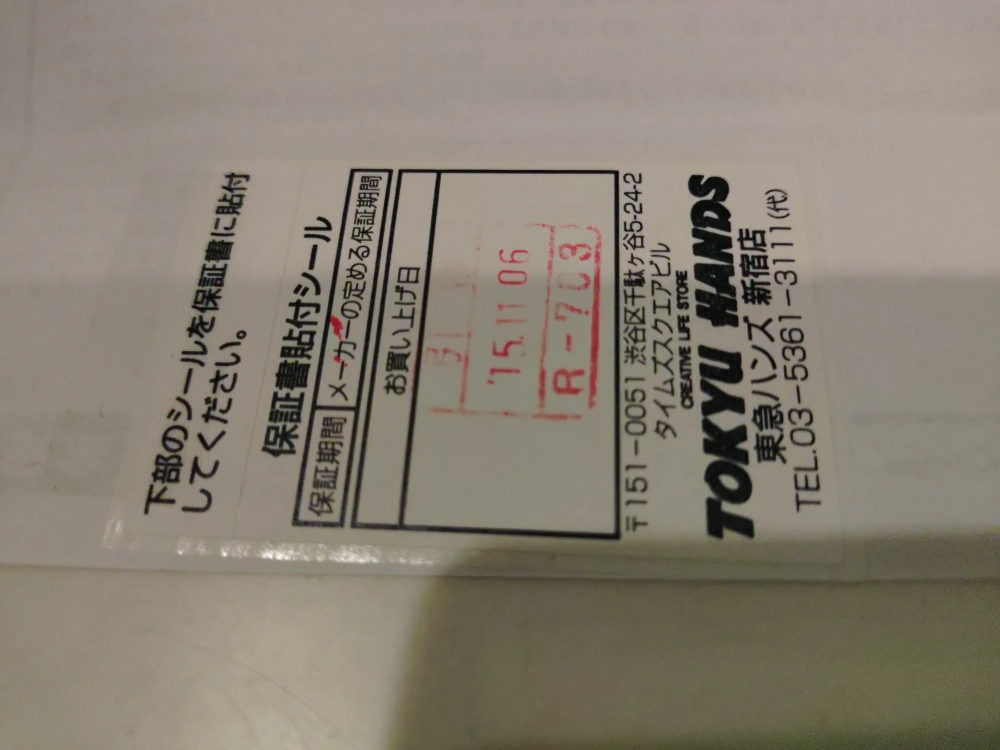 下部のシールを保証書に貼付
してください。
保証書貼付シール
保証期間 メーカーの定める保証期間
お買い上げ日
51
'15.11.06
R-703
〒151-0051 渋谷区千駄ヶ谷5-24-2
タイムズスクエアビル
CREATIVE LIFE STORE
TOKYU HANDS
東急ハンズ 新宿店
TEL.03-5361-3111(代)